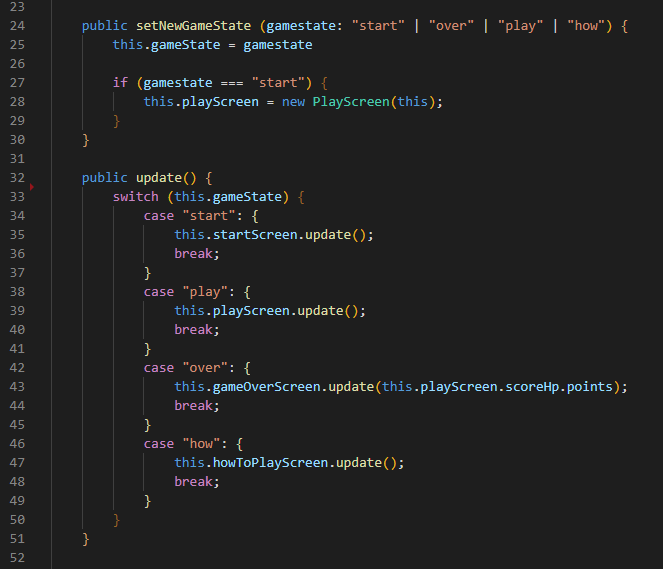 23
24 public setNewGameState (gamestate: "start" | "over" | "play" | "how") {
25 this.gameState = gamestate
26
27 if (gamestate === "start") {
28 this.playScreen = new PlayScreen(this);
29 }
30 }
31
32 public update() {
33 switch (this.gameState) {
34 case "start": {
35 this.startScreen.update();
36 break;
37 }
38 case "play": {
39 this.playScreen.update();
40 break;
41 }
42 case "over": {
43 this.gameOverScreen.update(this.playScreen.scoreHp.points);
44 break;
45 }
46 case "how": {
47 this.howToPlayScreen.update();
48 break;
49 }
50 }
51 }
52